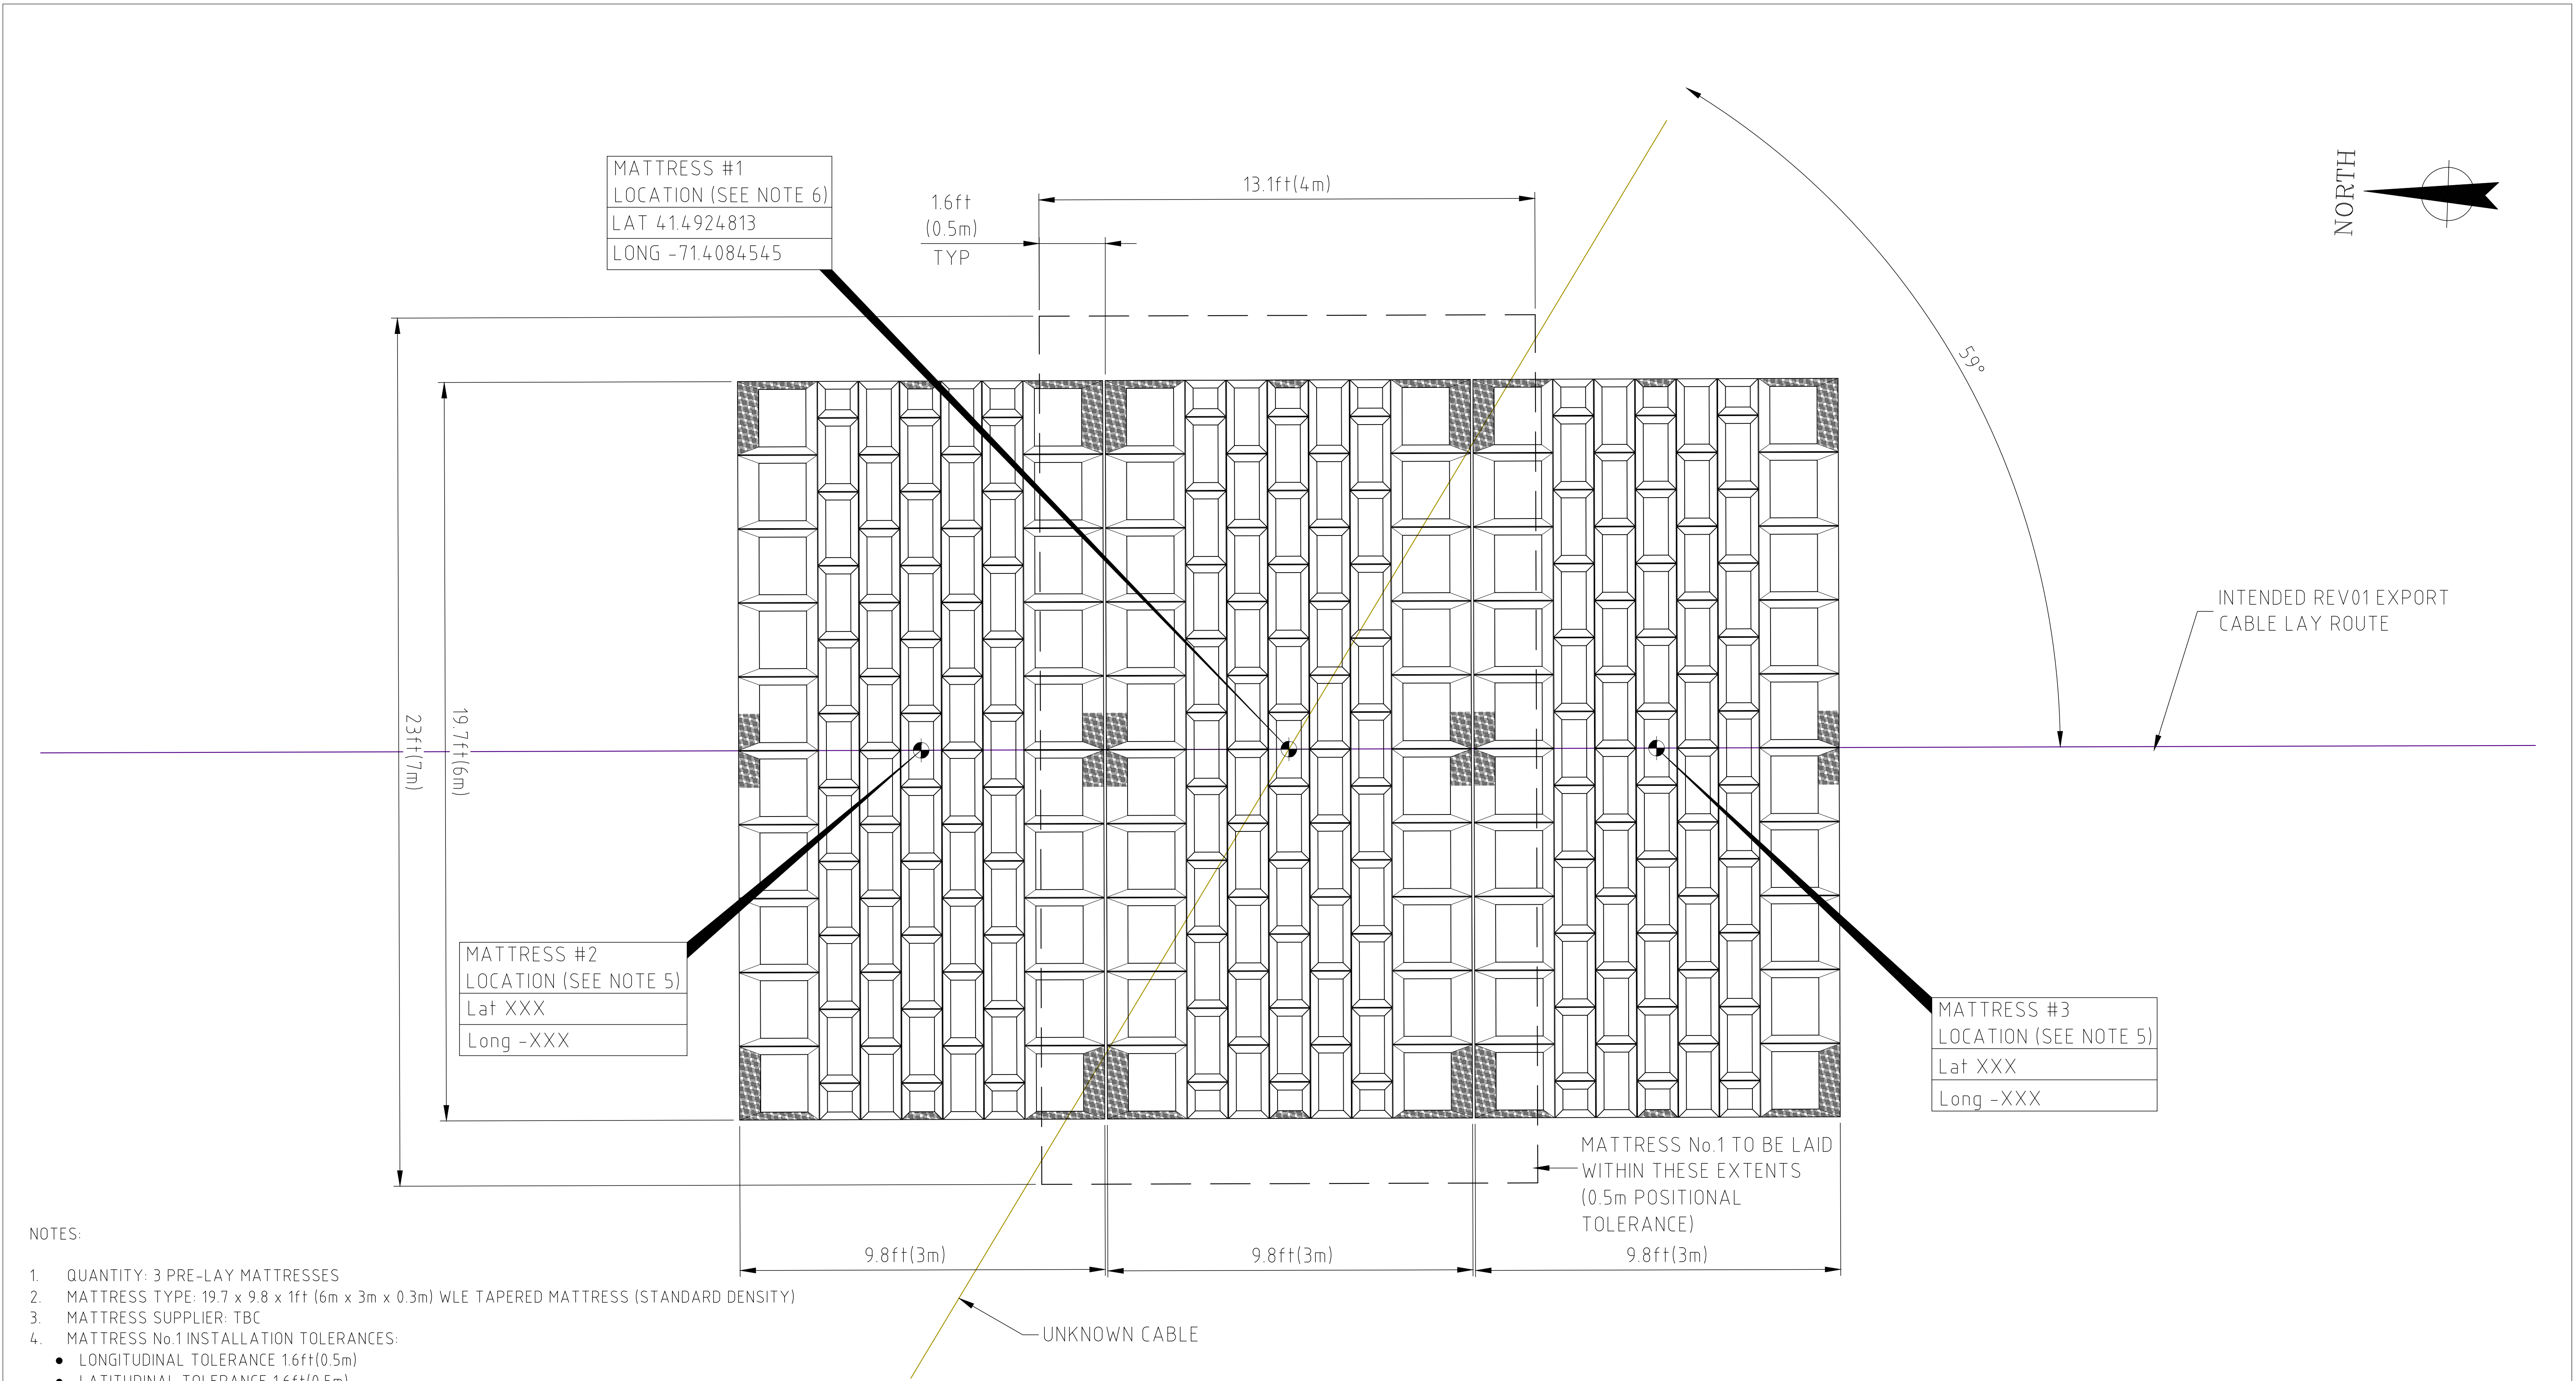 MATTRESS #1
LOCATION (SEE NOTE 6)
LAT 41.4924813
LONG -71.4084545
1.6ft
(0.5m)
TYP
13.1ft(4m)
59°
NORTH
INTENDED REV01 EXPORT
CABLE LAY ROUTE
23ft(7m)
19.7ft(6m)
MATTRESS #2
LOCATION (SEE NOTE 5)
Lat XXX
Long -XXX
MATTRESS #3
LOCATION (SEE NOTE 5)
Lat XXX
Long -XXX
MATTRESS No.1 TO BE LAID
WITHIN THESE EXTENTS
(0.5m POSITIONAL
TOLERANCE)
9.8ft(3m)
9.8ft(3m)
9.8ft(3m)
UNKNOWN CABLE
NOTES:
1. QUANTITY: 3 PRE-LAY MATTRESSES
2. MATTRESS TYPE: 19.7 x 9.8 x 1ft (6m x 3m x 0.3m) WLE TAPERED MATTRESS (STANDARD DENSITY)
3. MATTRESS SUPPLIER: TBC
4. MATTRESS No.1 INSTALLATION TOLERANCES:
● LONGITUDINAL TOLERANCE 1.6ft(0.5m)
● LATITUDINAL TOLERANCE 1.6ft(0.5m)